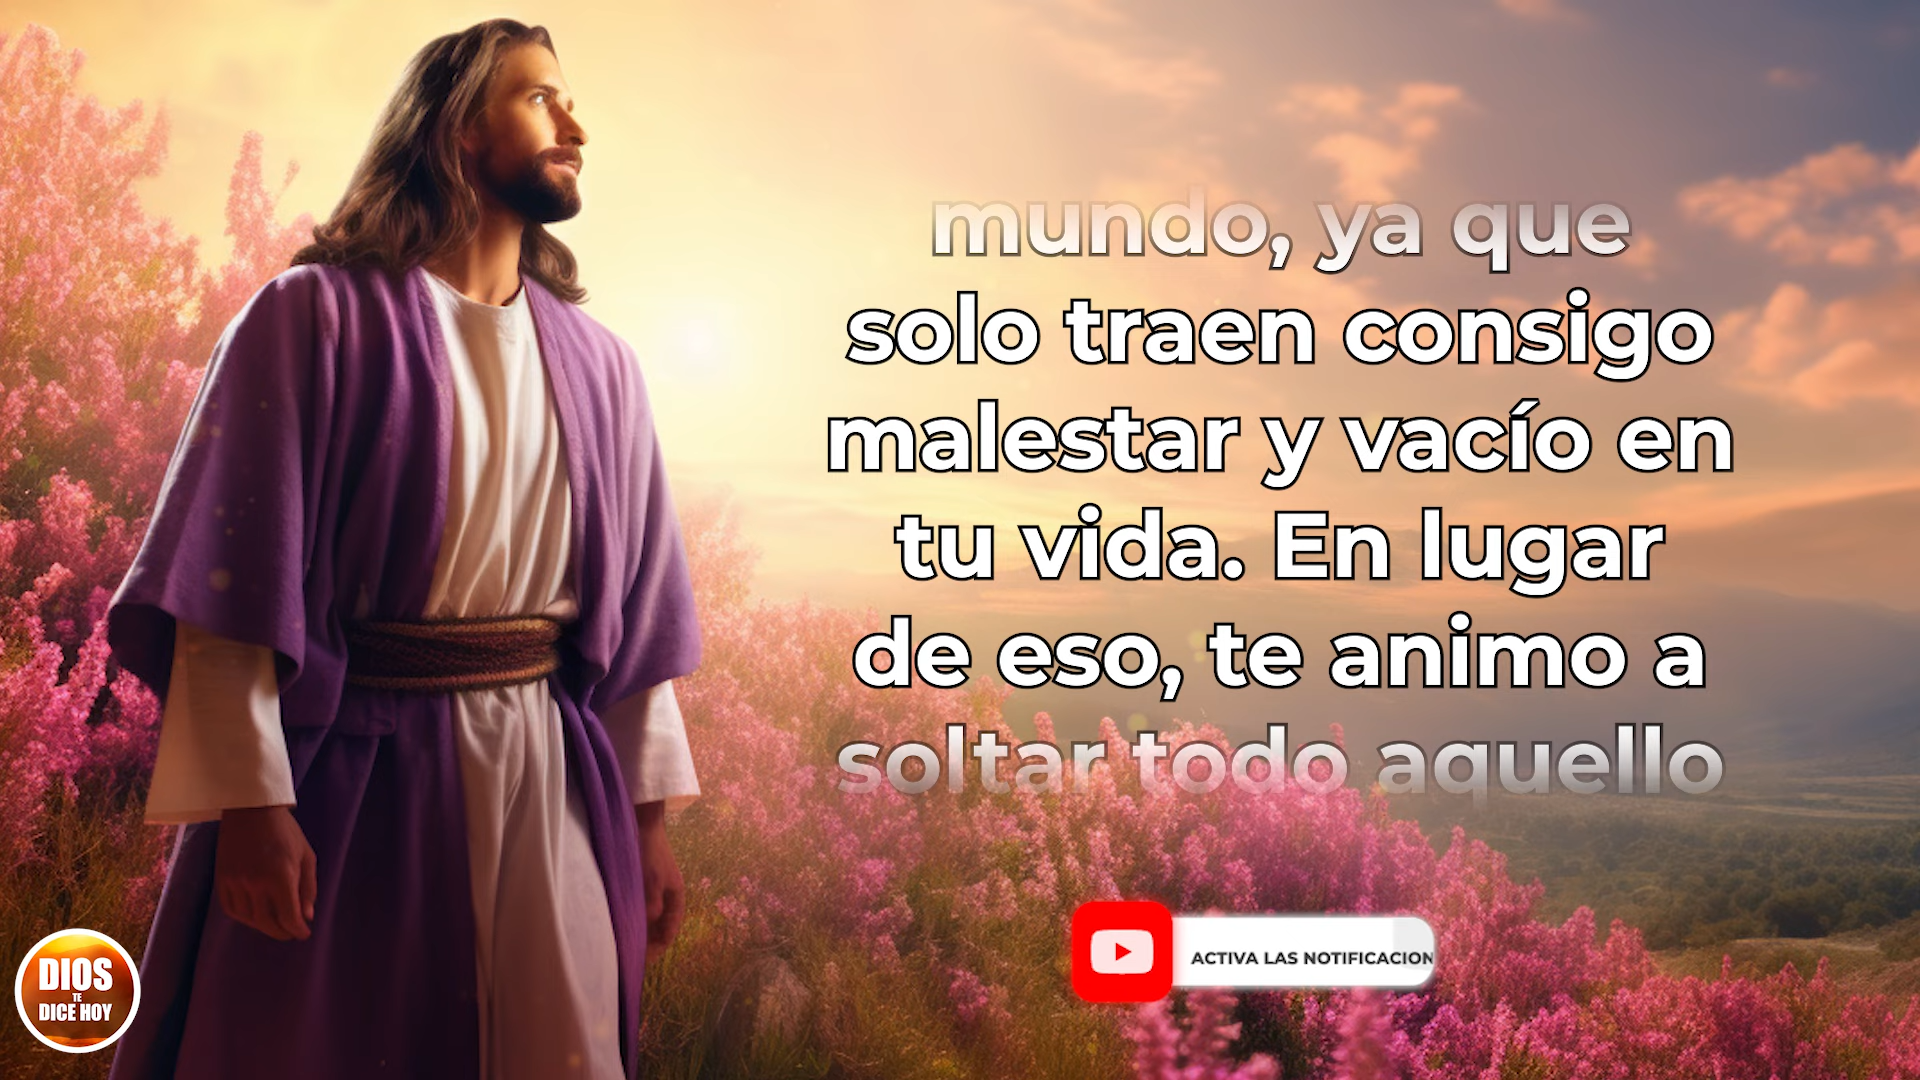 mundo, ya que
solo traen consigo
malestar y vacío en
tu vida. En lugar
de eso, te animo a
soltar todo aquello
ACTIVA LAS NOTIFICACION
DIOS
TE
DICE HOY